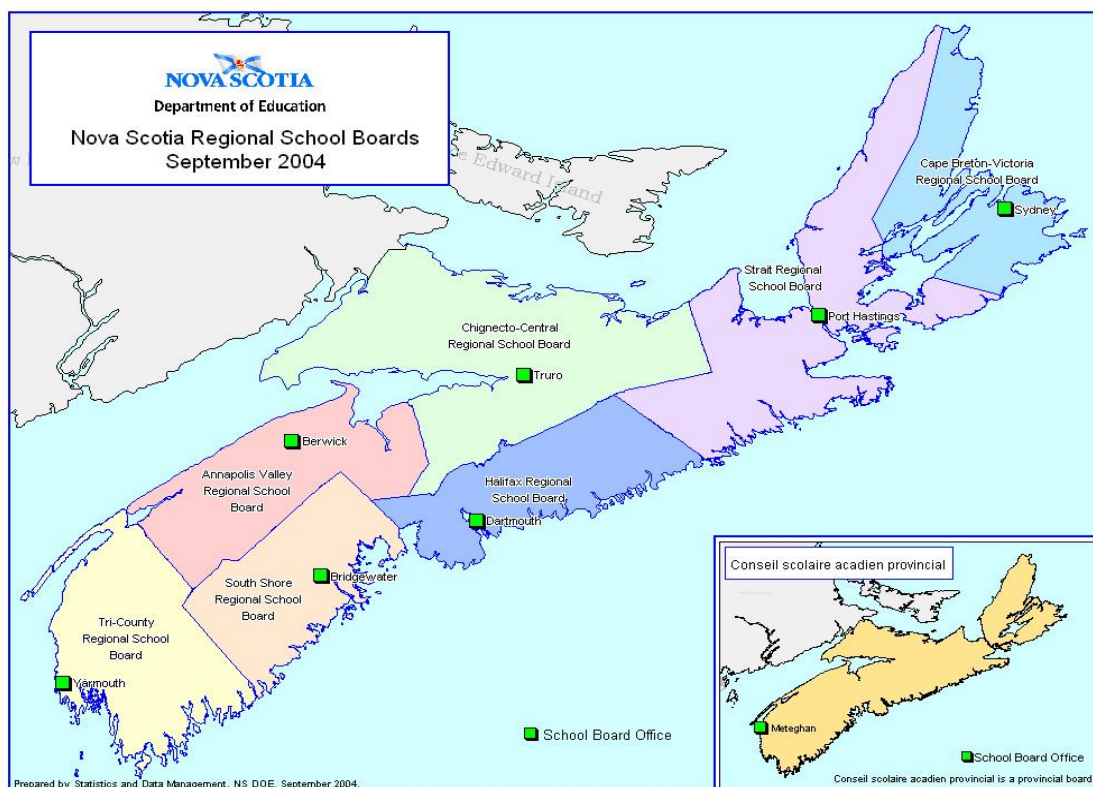 NOVA SCOTIA
Department of Education
Nova Scotia Regional School Boards
September 2004
Edward Island
Cape Breton-Victoria
Regional School Board
Sydney
Strait Regional
School Board
Port Hastings
Chignecto-Central
Regional School Board
Truro
Berwick
Annapolis Valley
Regional School
Board
Halifax Regional
School Board
Dartmouth
South Shore
Regional School
Board
Bridgewater
Tri-County
Regional School
Board
Yarmouth
School Board Office
Prepared by Statistics and Data Management, NS DOE, September 2004.
Conseil scolaire acadien provincial
Meteghan
School Board Office
Conseil scolaire acadien provincial is a provincial board